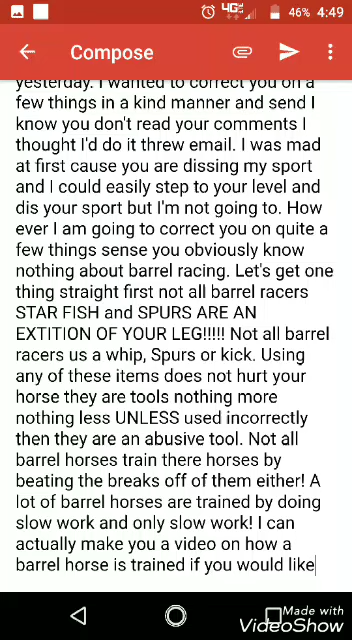 4G 46% 4:49
Compose
yesterday. I wanted to correct you on a
few things in a kind manner and send I
know you don't read your comments I
thought I'd do it threw email. I was mad
at first cause you are dissing my sport
and I could easily step to your level and
dis your sport but I'm not going to. How
ever I am going to correct you on quite a
few things sense you obviously know
nothing about barrel racing. Let's get one
thing straight first not all barrel racers
STAR FISH and SPURS ARE AN
EXTITION OF YOUR LEG!!!!! Not all barrel
racers us a whip, Spurs or kick. Using
any of these items does not hurt your
horse they are tools nothing more
nothing less UNLESS used incorrectly
then they are an abusive tool. Not all
barrel horses train there horses by
beating the breaks off of them either! A
lot of barrel horses are trained by doing
slow work and only slow work! I can
actually make you a video on how a
barrel horse is trained if you would like
Made with
VideoShow